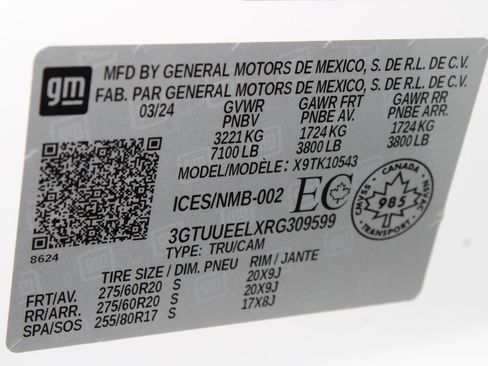 gm
MFD BY GENERAL MOTORS DE MEXICO, S. DE R.L. DE C.V.
FAB. PAR GENERAL MOTORS DE MEXICO, S. DE R.L. DE C.V.
03/24 GVWR GAWR FRT GAWR RR
PNBV PNBE AV. PNBE ARR.
3221 KG 1724 KG 1724 KG
7100 LB 3800 LB 3800 LB
MODEL/MODÈLE: X9TK10543
ICES/NMB-002 EC
CANADA
CMVSS NSVAC
985
TRANSPORT
3GTUUEELXRG309599
TYPE: TRU/CAM
8624
TIRE SIZE / DIM. PNEU RIM / JANTE
FRT/AV. 275/60R20 S 20X9J
RR/ARR. 275/60R20 S 20X9J
SPA/SOS 255/80R17 S 17X8J